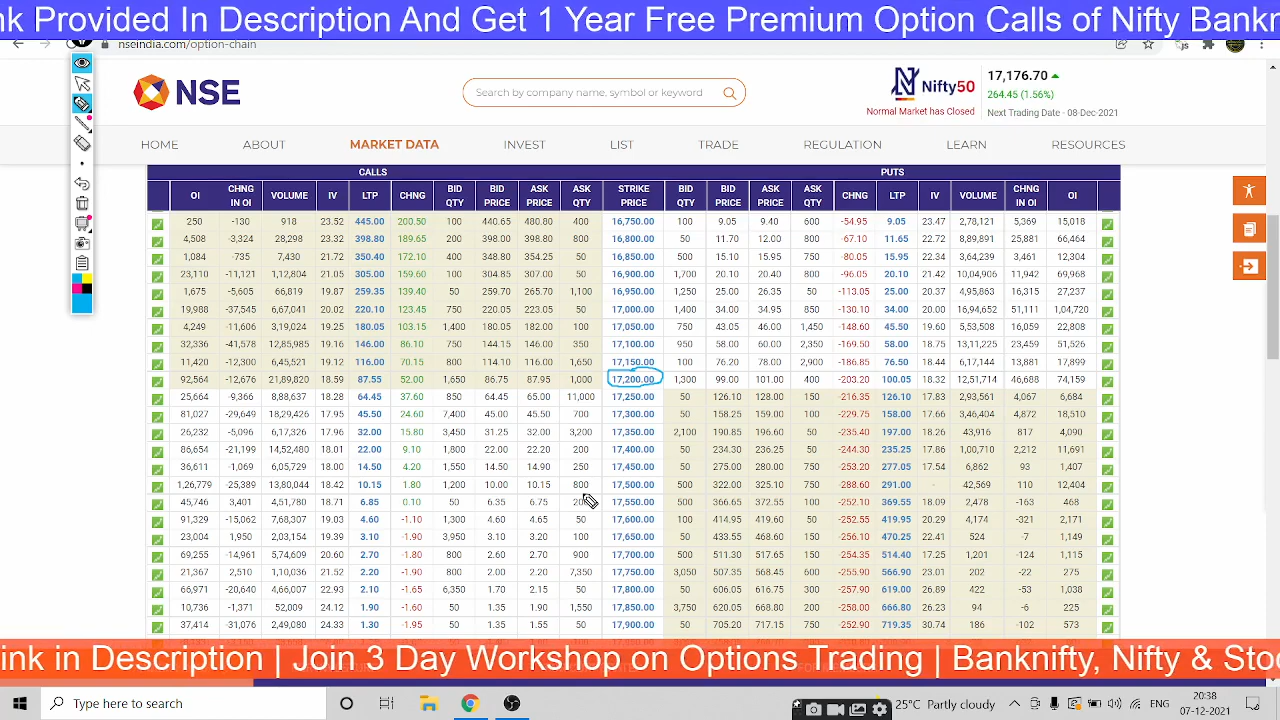 nk Provided In Description And Get 1 Year Free Premium Option Calls of Nifty Bankn
nseindia.com/option-chain
NSE
Search by company name, symbol or keyword
Nifty50
17,176.70
264.45 (1.56%)
Normal Market has Closed
Next Trading Date - 08-Dec-2021
HOME ABOUT MARKET DATA INVEST LIST TRADE REGULATION LEARN RESOURCES
CALLS PUTS
OI CHNG IN OI VOLUME IV LTP CHNG BID QTY BID PRICE ASK PRICE ASK QTY STRIKE PRICE BID QTY BID PRICE ASK PRICE ASK QTY CHNG LTP IV VOLUME CHNG IN OI OI
250 -130 918 23.52 445.00 200.50 100 440.65 480.80 400 16,750.00 100 9.05 9.40 600 -54.95 9.05 23.47 2,78,121 5,369 15,018
4,508 -3,324 28,298 23.32 398.80 189.65 200 398.00 398.90 800 16,800.00 50 11.70 12.00 800 -67.10 11.65 22.72 8,89,891 25,881 66,464
1,084 -735 7,430 21.72 350.40 172.10 400 348.80 354.25 50 16,850.00 500 15.10 15.95 750 -80.05 15.95 22.34 3,64,239 3,461 12,304
23,110 -11,121 1,12,804 21.05 305.00 159.60 100 304.80 307.00 50 16,900.00 1,700 20.10 20.45 800 -96.05 20.10 21.42 10,04,906 11,942 69,968
1,675 -5,605 66,819 19.87 259.35 139.40 50 259.75 265.70 1,100 16,950.00 1,250 25.00 26.35 50 -113.05 25.00 20.37 4,95,863 16,315 27,237
19,988 -37,545 6,67,041 20.02 220.10 125.45 750 220.05 223.05 50 17,000.00 1,400 34.00 34.95 850 -130.10 34.00 20.02 16,94,652 51,111 1,04,720
4,249 -11,606 3,19,024 19.25 180.05 103.15 1,400 180.05 182.00 100 17,050.00 750 43.05 46.00 1,450 -148.60 45.50 19.60 5,53,508 16,059 22,808
32,336 -41,578 12,85,985 19.16 146.00 86.10 750 144.15 146.00 350 17,100.00 950 58.00 60.00 2,350 -169.50 58.00 18.75 13,11,225 23,459 51,526
11,420 -12,300 6,45,521 19.12 116.00 70.15 800 114.10 116.00 1,650 17,150.00 100 76.20 78.00 2,900 -186.85 76.50 18.44 6,17,144 13,881 17,899
92,564 -12,676 21,89,820 18.59 87.55 52.00 1,650 86.75 87.95 1,000 17,200.00 1,300 99.00 101.00 400 -203.20 100.05 18.32 12,51,714 46,688 74,159
25,664 -9,366 8,88,637 18.28 64.45 37.60 850 64.45 65.00 11,000 17,250.00 50 126.10 128.00 150 -216.35 126.10 17.83 2,93,561 4,067 6,684
81,027 -29,649 18,29,426 17.95 45.50 24.60 7,400 45.00 45.50 700 17,300.00 50 158.25 159.00 100 -229.75 158.00 17.66 3,46,404 4,872 18,510
26,232 -5,096 6,17,326 17.96 32.00 15.80 3,450 31.25 32.00 3,200 17,350.00 2,100 190.85 196.60 50 -235.40 197.00 18.26 43,916 817 4,090
85,654 -21,199 14,52,480 18.01 22.00 9.10 1,800 22.00 22.20 200 17,400.00 50 234.30 236.25 50 -244.30 235.25 17.86 1,00,710 2,212 11,691
36,611 -1,069 6,05,729 18.00 14.50 4.20 1,550 14.50 14.90 250 17,450.00 50 275.00 280.00 750 -253.20 277.05 17.54 6,862 93 1,407
1,26,779 -25,389 13,80,044 18.42 10.00 1.80 1,200 10.00 10.15 800 17,500.00 50 322.00 325.10 750 -288.60 291.00 - 42,569 110 12,404
45,746 3,401 4,51,780 18.71 6.85 0.10 50 6.35 6.75 17,550.00 500 366.65 372.55 100 -252.10 369.55 18.09 2,478 -163 468
91,329 -15,062 7,68,307 19.03 4.60 -1.10 1,300 4.60 4.65 50 17,600.00 100 414.95 419.60 50 -252.55 419.95 20.29 4,174 -321 2,171
23,004 1,950 2,03,154 19.39 3.10 -1.90 3,950 3.10 3.20 100 17,650.00 50 433.55 468.60 150 -256.10 470.25 22.41 524 -7 1,149
69,255 -14,961 5,74,609 20.60 2.70 -1.80 800 2.60 2.70 900 17,700.00 500 511.30 517.65 150 -254.35 514.40 17.25 1,201 -124 1,115
21,367 2,510 1,10,036 21.52 2.20 -1.90 800 2.00 2.20 7,350 17,750.00 3,050 507.35 568.45 600 -255.90 566.90 23.01 202 -22 275
66,971 -20,640 4,66,007 22.93 2.10 -1.65 6,350 1.70 2.15 50 17,800.00 50 606.05 616.75 300 -257.60 619.00 26.89 422 -53 1,038
10,736 -1,371 52,009 24.12 1.90 -1.60 50 1.35 1.90 1,550 17,850.00 3,750 620.05 668.80 200 -258.00 666.80 26.23 94 -6 225
37,414 -31,076 2,49,080 24.33 1.30 -1.95 50 1.35 1.55 50 17,900.00 50 705.20 717.15 750 -252.90 719.35 30.74 186 -102 573
ink in Description | Join 3 Day Workshop on Options Trading | Banknifty, Nifty & Stoc
Type here to search
25°C Partly cloudy
20:38
07-12-2021